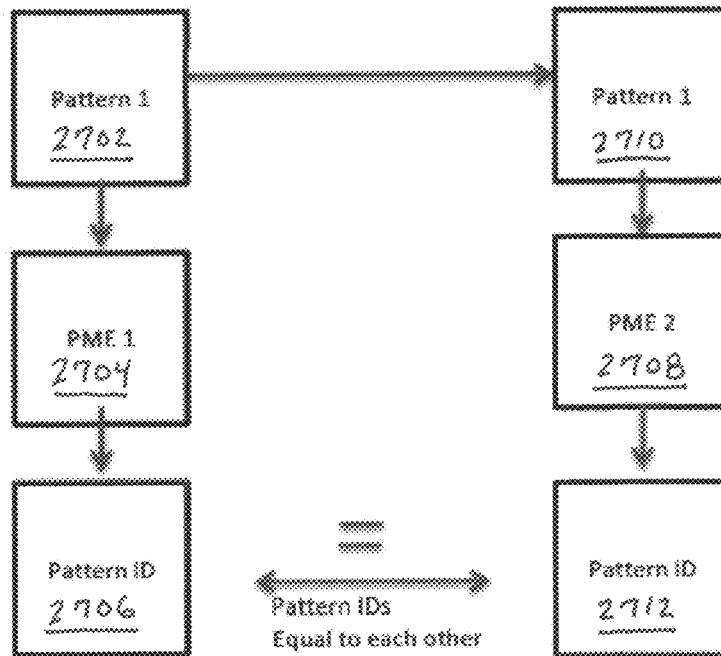 Pattern 1
2702
Pattern 1
2710
PME 1
2704
PME 2
2708
Pattern ID
2706
=
Pattern IDs
Equal to each other
Pattern ID
2712